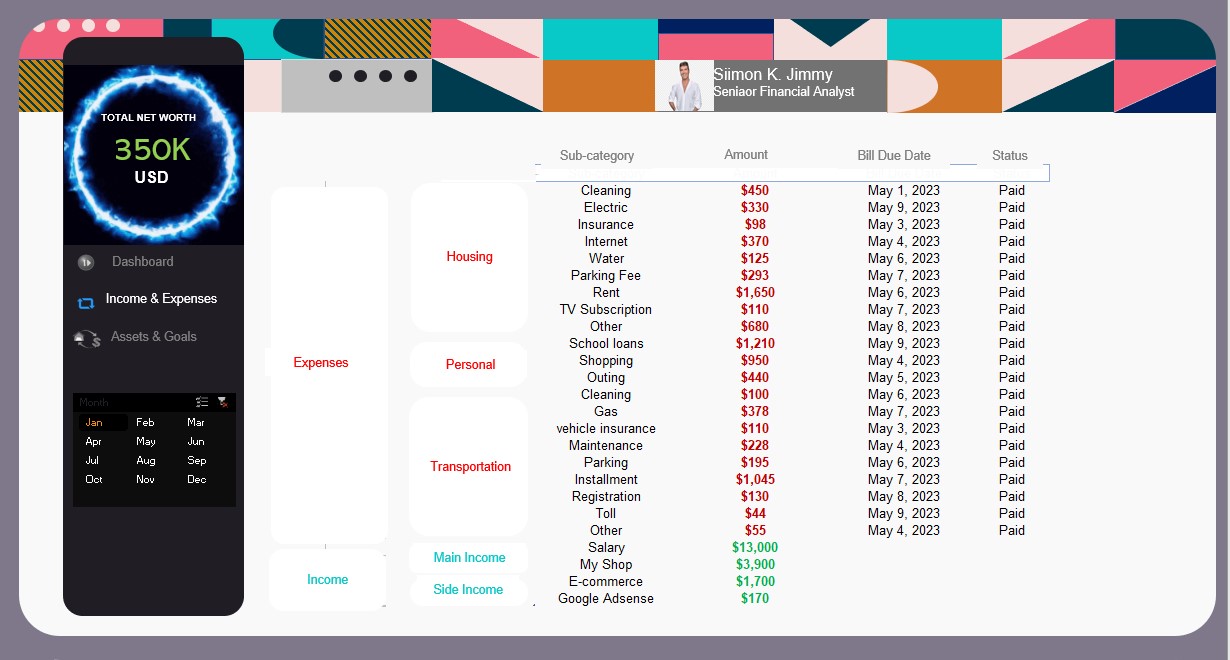 Siimon K. Jimmy
Seniaor Financial Analyst
TOTAL NET WORTH
350K
USD
Dashboard
Income & Expenses
Assets & Goals
Month
Jan Feb Mar
Apr May Jun
Jul Aug Sep
Oct Nov Dec
Sub-category Amount Bill Due Date Status
Expenses
Housing
Cleaning $450 May 1, 2023 Paid
Electric $330 May 9, 2023 Paid
Insurance $98 May 3, 2023 Paid
Internet $370 May 4, 2023 Paid
Water $125 May 6, 2023 Paid
Parking Fee $293 May 7, 2023 Paid
Rent $1,650 May 6, 2023 Paid
TV Subscription $110 May 7, 2023 Paid
Other $680 May 8, 2023 Paid
Personal
School loans $1,210 May 9, 2023 Paid
Shopping $950 May 4, 2023 Paid
Outing $440 May 5, 2023 Paid
Transportation
Cleaning $100 May 6, 2023 Paid
Gas $378 May 7, 2023 Paid
vehicle insurance $110 May 3, 2023 Paid
Maintenance $228 May 4, 2023 Paid
Parking $195 May 6, 2023 Paid
Installment $1,045 May 7, 2023 Paid
Registration $130 May 8, 2023 Paid
Toll $44 May 9, 2023 Paid
Other $55 May 4, 2023 Paid
Income
Main Income
Salary $13,000
My Shop $3,900
Side Income
E-commerce $1,700
Google Adsense $170